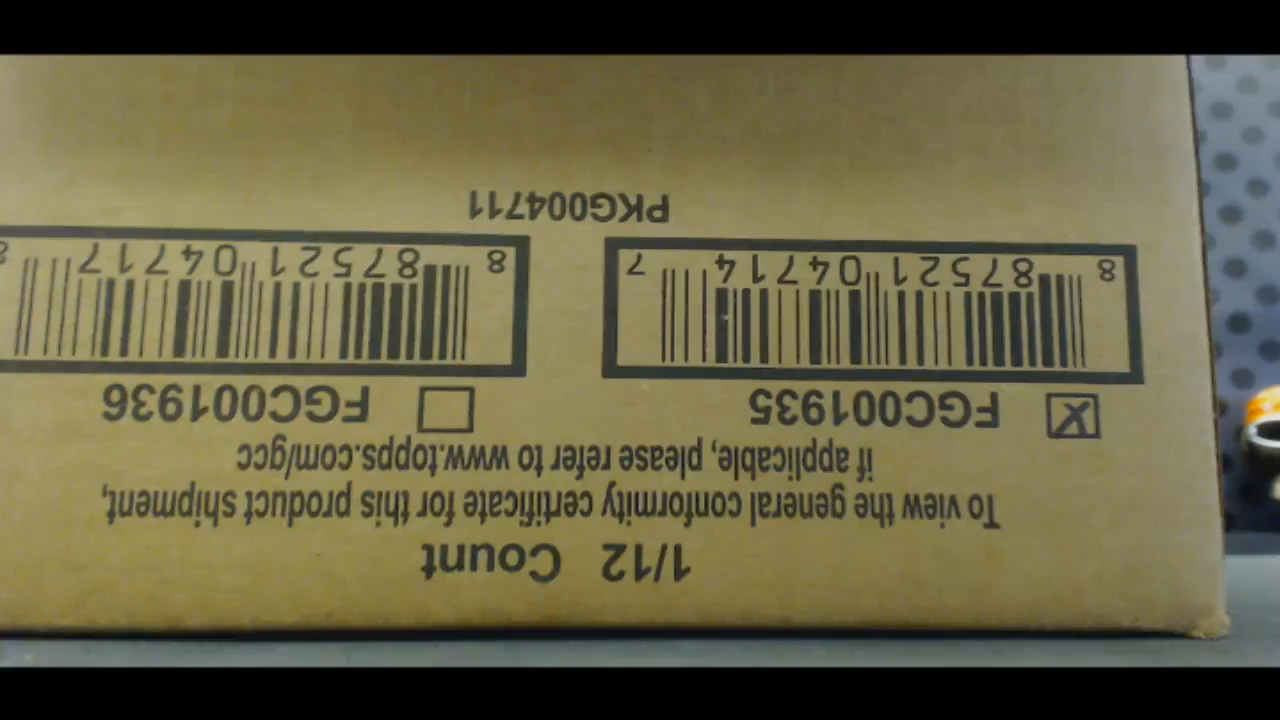 1/12 Count
To view the general conformity certificate for this product shipment,
if applicable, please refer to www.topps.com/gcc
X FGC001935
FGC001936
8 87521 04714 7
8 87521 04717 8
PKG004711